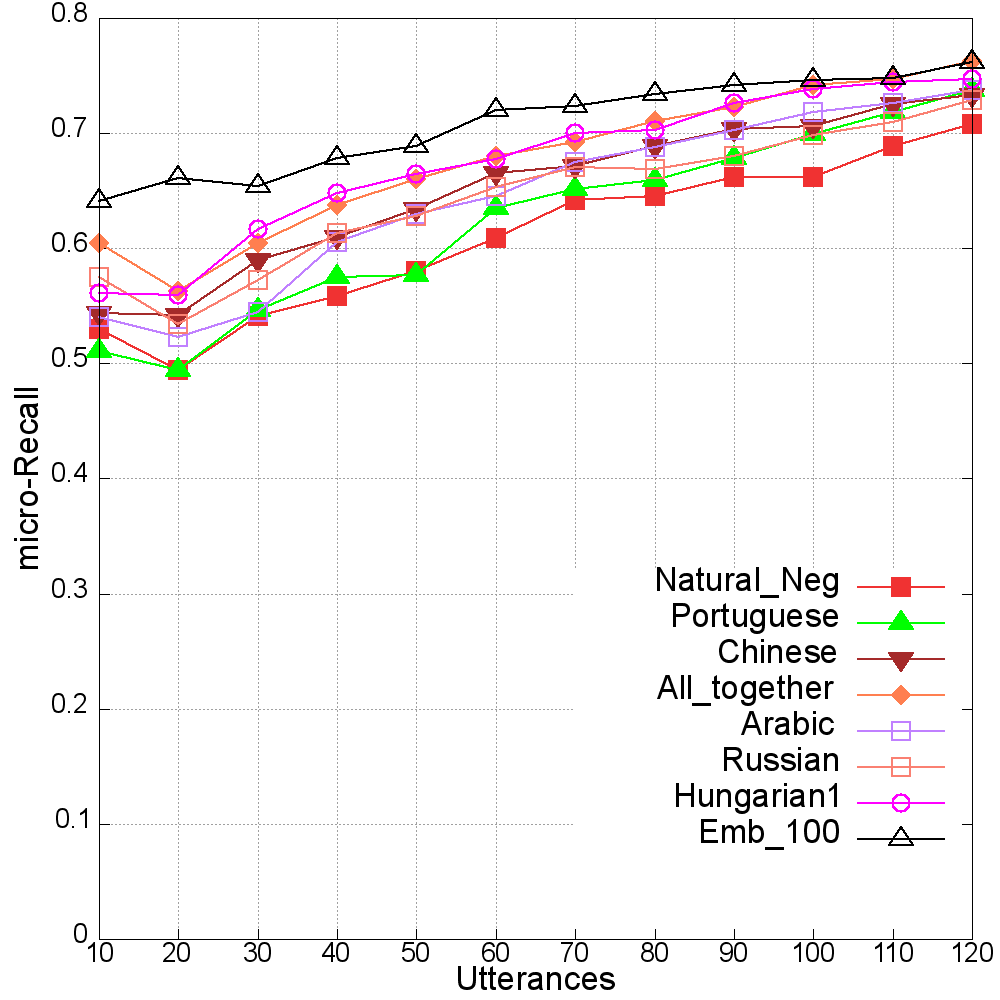 0.8
0.7
0.6
0.5
0.4
0.3
0.2
0.1
0
micro-Recall
Natural_Neg
Portuguese
Chinese
All_together
Arabic
Russian
Hungarian1
Emb_100
10 20 30 40 50 60 70 80 90 100 110 120
Utterances